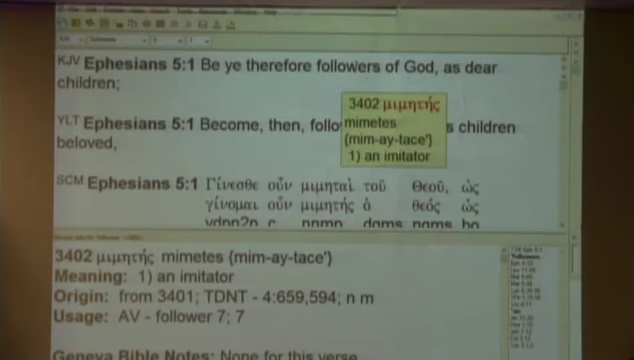 KJV Ephesians 5:1 Be ye therefore followers of God, as dear
children;
YLT Ephesians 5:1 Become, then, follo s children
beloved,
3402 μιμητής
mimetes
{mim-ay-tace'}
1) an imitator
SCM Ephesians 5:1 Γίνεσθε οὖν μιμηταὶ τοῦ Θεοῦ, ὡς
γίνομαι οὖν μιμητής ὁ θεός ὡς
3402 μιμητής mimetes {mim-ay-tace'}
Meaning: 1) an imitator
Origin: from 3401; TDNT - 4:659,594; n m
Usage: AV - follower 7; 7
Geneva Bible Notes: None for this verse